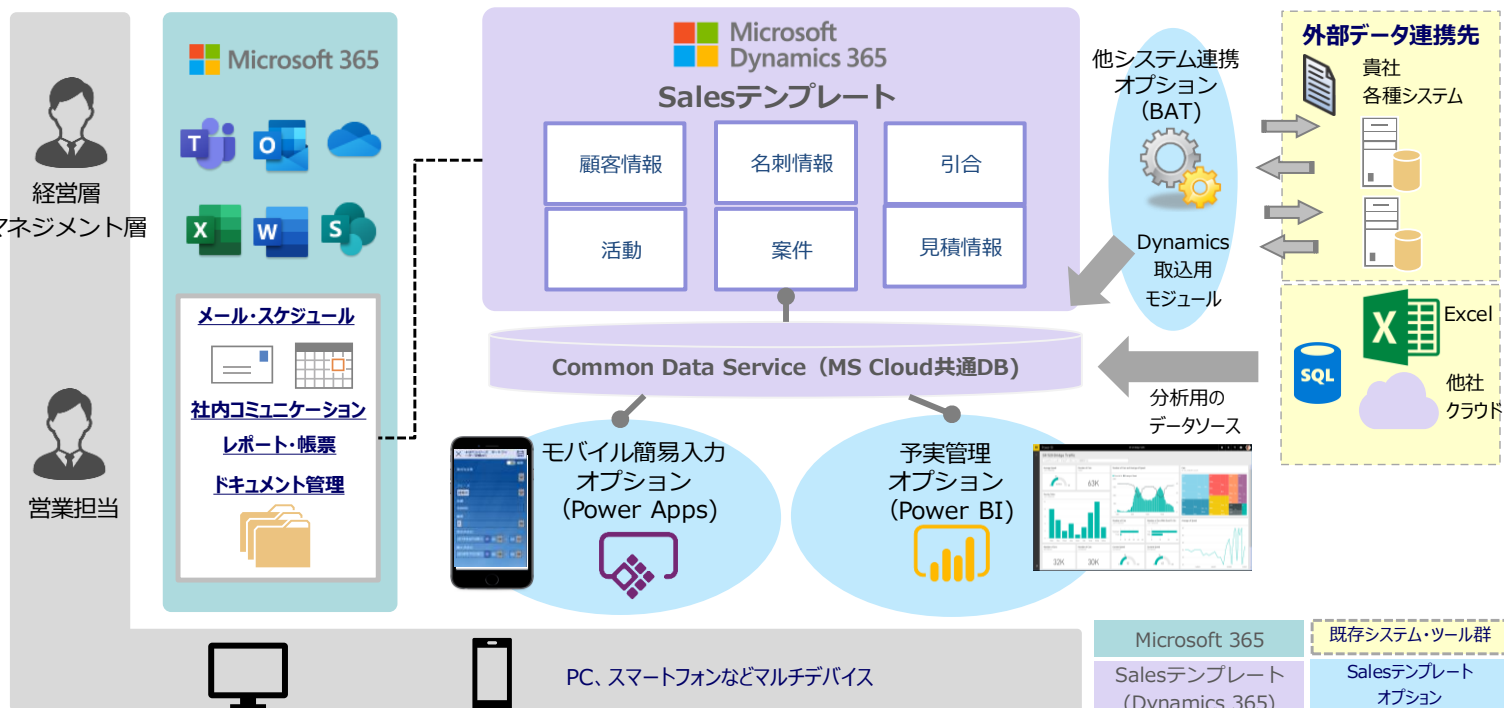 経営層
マネジメント層
営業担当
Microsoft 365
メール・スケジュール
社内コミュニケーション
レポート・帳票
ドキュメント管理
Microsoft
Dynamics 365
Salesテンプレート
顧客情報
名刺情報
引合
活動
案件
見積情報
Common Data Service（MS Cloud共通DB)
モバイル簡易入力
オプション
（Power Apps)
予実管理
オプション
（Power BI)
他システム連携
オプション
（BAT)
Dynamics
取込用
モジュール
外部データ連携先
貴社
各種システム
Excel
SQL
他社
クラウド
分析用の
データソース
63K
32K
30K
PC、スマートフォンなどマルチデバイス
Microsoft 365
既存システム・ツール群
Salesテンプレート
(Dynamics 365)
Salesテンプレート
オプション